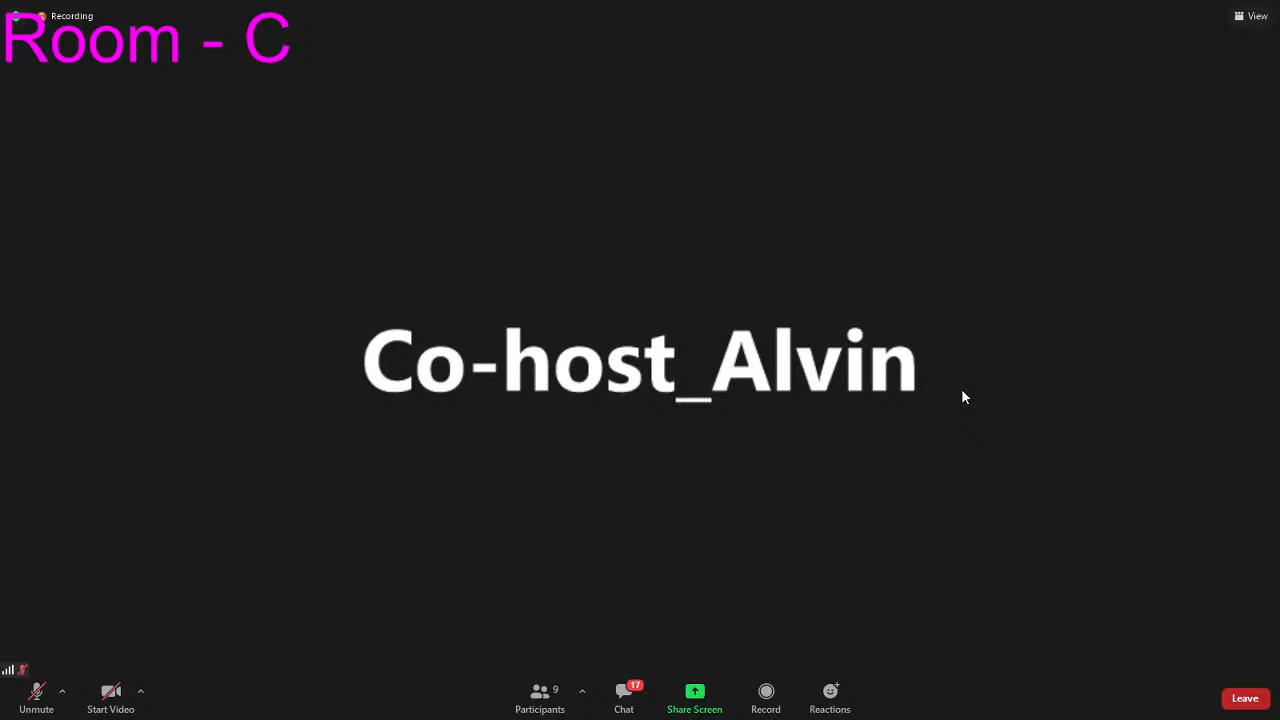 Recording
View
Room - C
Co-host_Alvin
9
17
Unmute
Start Video
Participants
Chat
Share Screen
Record
Reactions
Leave